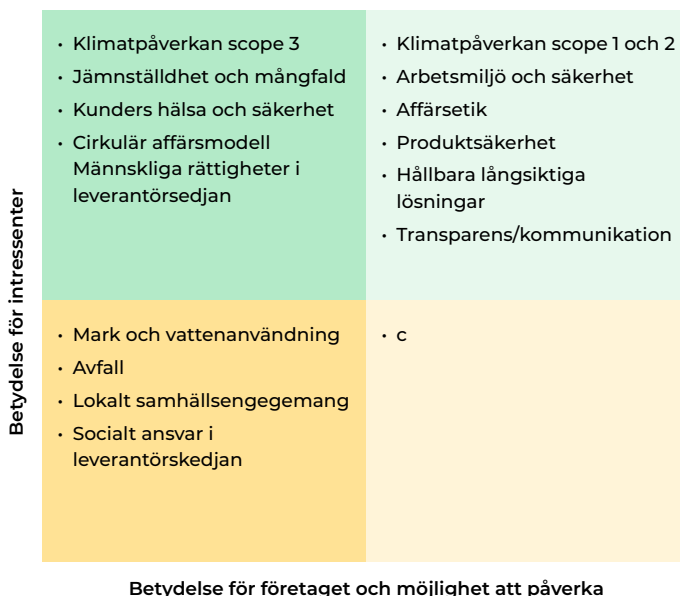 Betydelse för intressenter
• Klimatpåverkan scope 3
• Jämnställdhet och mångfald
• Kunders hälsa och säkerhet
• Cirkulär affärsmodell
Männskliga rättigheter i
leverantörsedjan
• Klimatpåverkan scope 1 och 2
• Arbetsmiljö och säkerhet
• Affärsetik
• Produktsäkerhet
• Hållbara långsiktiga
lösningar
• Transparens/kommunikation
• Mark och vattenanvändning
• Avfall
• Lokalt samhällsengegemang
• Socialt ansvar i
leverantörskedjan
• c
Betydelse för företaget och möjlighet att påverka